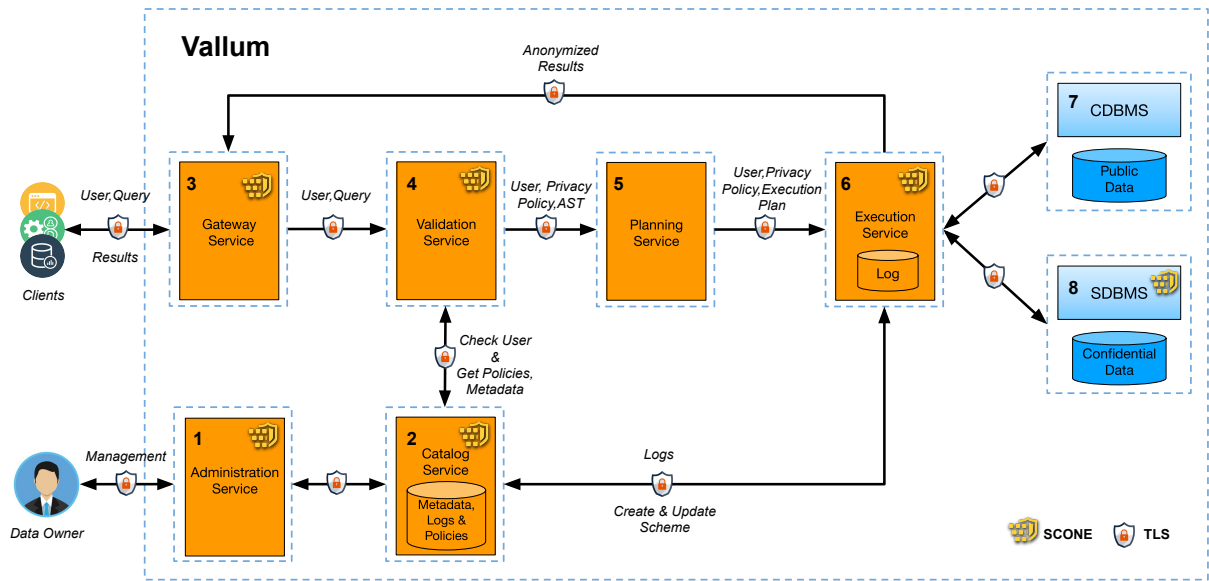 Vallum
Anonymized
Results
7
CDBMS
Public
Data
3
Gateway
Service
4
Validation
Service
5
Planning
Service
6
Execution
Service
Log
User,Query
Results
Clients
User,Query
User, Privacy
Policy,AST
User,Privacy
Policy,Execution
Plan
8
SDBMS
Confidential
Data
Check User
&
Get Policies,
Metadata
1
Administration
Service
2
Catalog
Service
Metadata,
Logs &
Policies
Management
Data Owner
Logs
Create & Update
Scheme
SCONE
TLS